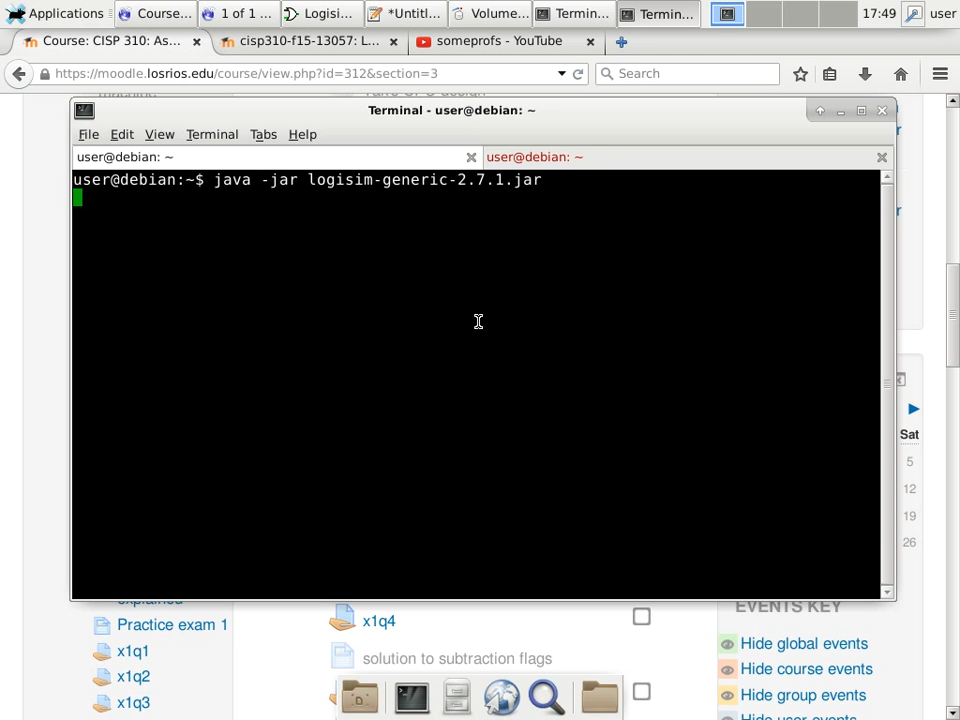 Applications
Course...
1 of 1 ...
Logisi...
*Untitl...
Volume...
Termin...
Termin...
17:49
user
Course: CISP 310: As...
cisp310-f15-13057: L...
someprofs - YouTube
https://moodle.losrios.edu/course/view.php?id=312&section=3
Search
Terminal - user@debian: ~
File Edit View Terminal Tabs Help
user@debian: ~
user@debian: ~
user@debian:~$ java -jar logisim-generic-2.7.1.jar
Sat
5
12
19
26
explained
Practice exam 1
x1q1
x1q2
x1q3
x1q4
solution to subtraction flags
EVENTS KEY
Hide global events
Hide course events
Hide group events
Hide user events